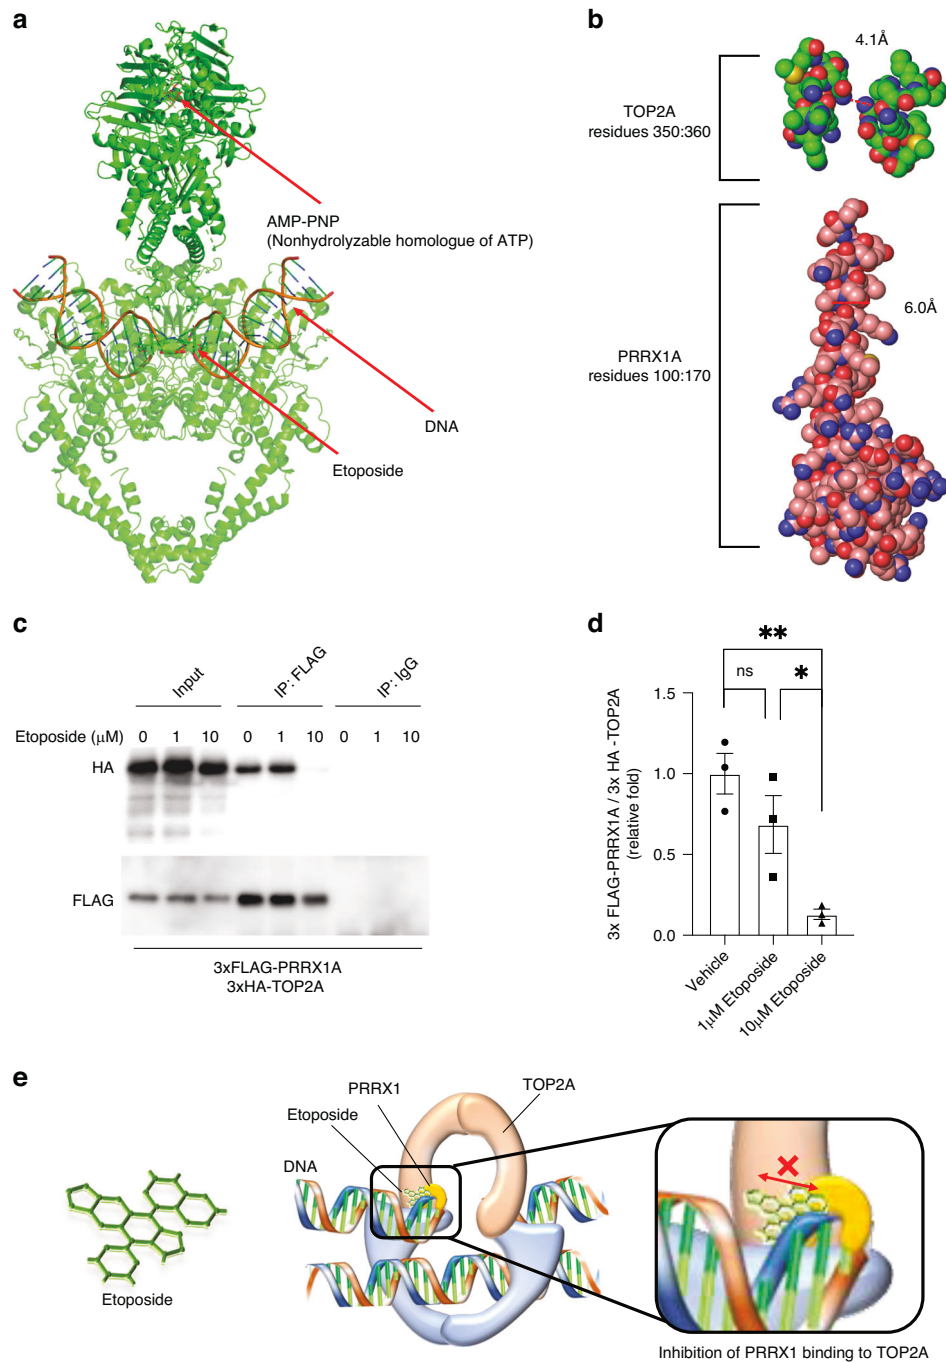 a
AMP-PNP
(Nonhydrolyzable homologue of ATP)
DNA
Etoposide
b
4.1Å
TOP2A
residues 350:360
6.0Å
PRRX1A
residues 100:170
c
Input
IP: FLAG
IP: IgG
Etoposide (μM) 0 1 10 0 1 10 0 1 10
HA
FLAG
3xFLAG-PRRX1A
3xHA-TOP2A
d
**
ns *
3x FLAG-PRRX1A / 3x HA -TOP2A
(relative fold)
1.5
1.0
0.5
0.0
Vehicle
1μM Etoposide
10μM Etoposide
e
Etoposide
PRRX1
TOP2A
Etoposide
DNA
Inhibition of PRRX1 binding to TOP2A